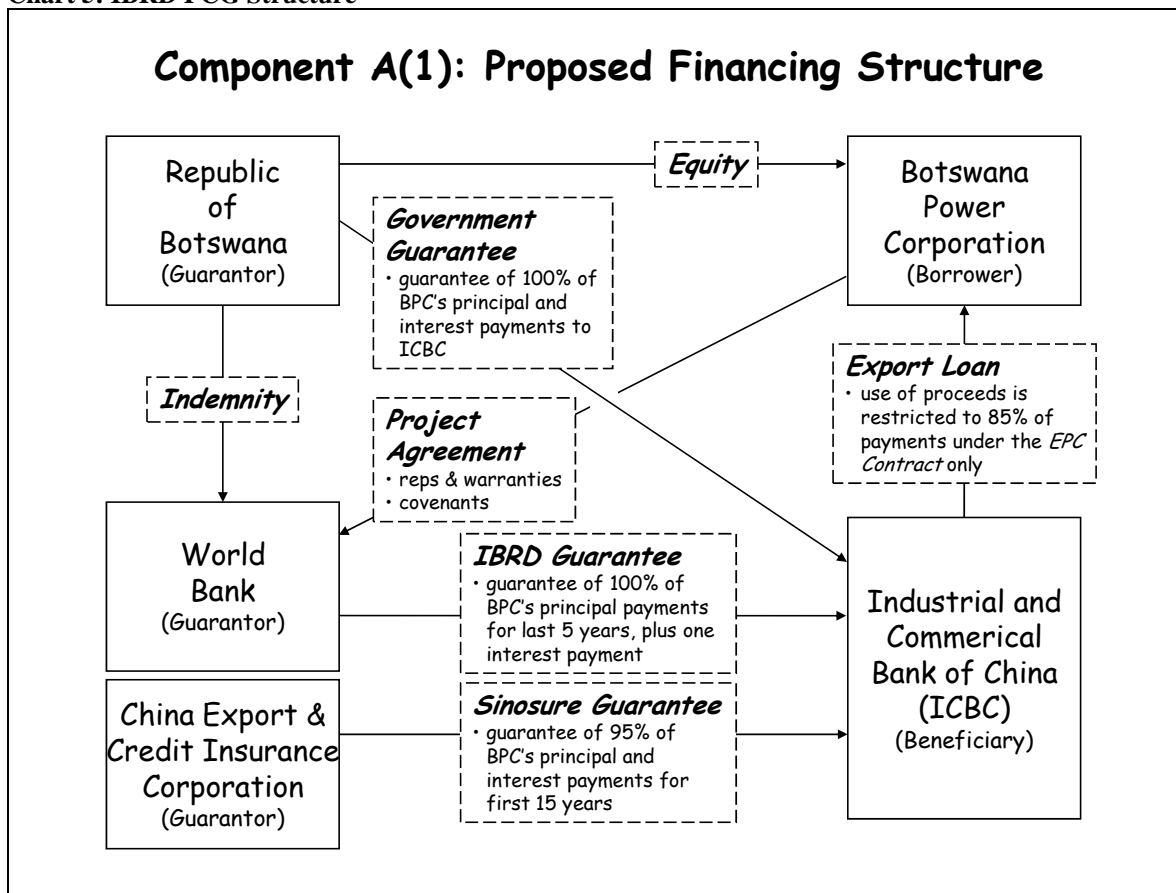 Component A(1): Proposed Financing Structure
Republic
of
Botswana
(Guarantor)
Equity
Botswana
Power
Corporation
(Borrower)
Government
Guarantee
• guarantee of 100% of
BPC's principal and
interest payments to
ICBC
Indemnity
Export Loan
• use of proceeds is
restricted to 85% of
payments under the EPC
Contract only
Project
Agreement
• reps & warranties
• covenants
World
Bank
(Guarantor)
IBRD Guarantee
• guarantee of 100% of
BPC's principal payments
for last 5 years, plus one
interest payment
Industrial and
Commerical
Bank of China
(ICBC)
(Beneficiary)
China Export &
Credit Insurance
Corporation
(Guarantor)
Sinosure Guarantee
• guarantee of 95% of
BPC's principal and
interest payments for
first 15 years